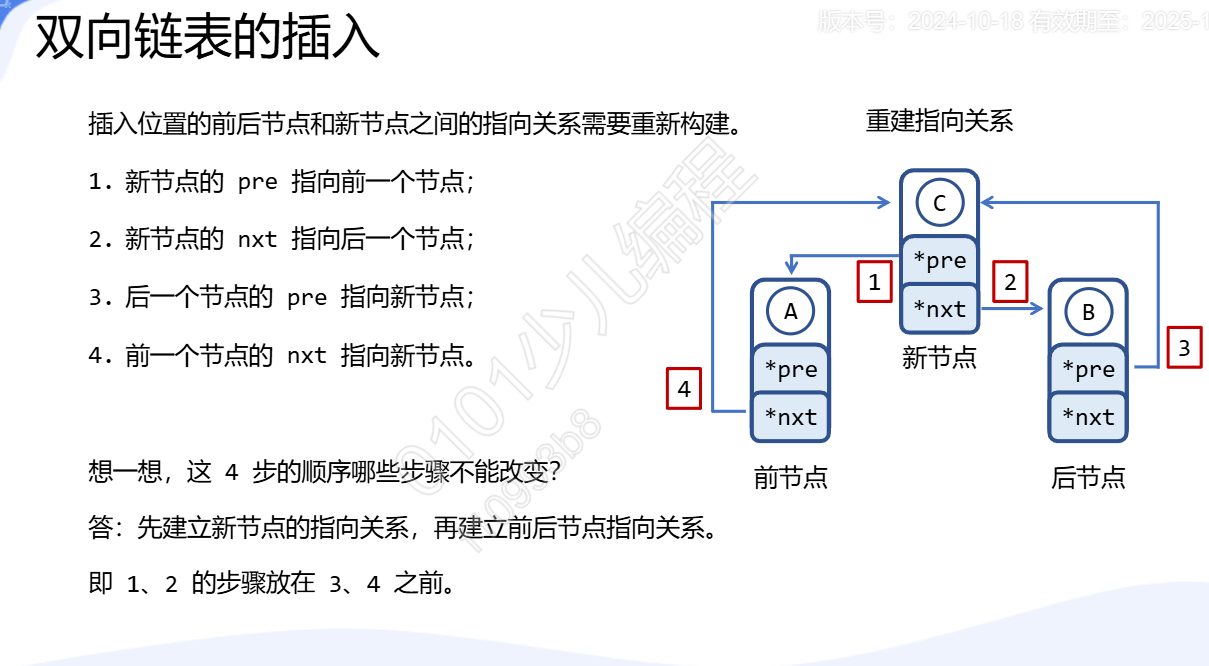 双向链表的插入
版本号：2024-10-18 有效期至：2025-1
插入位置的前后节点和新节点之间的指向关系需要重新构建。
1. 新节点的 pre 指向前一个节点；
2. 新节点的 nxt 指向后一个节点；
3. 后一个节点的 pre 指向新节点；
4. 前一个节点的 nxt 指向新节点。
想一想，这 4 步的顺序哪些步骤不能改变？
答：先建立新节点的指向关系，再建立前后节点指向关系。
即 1、2 的步骤放在 3、4 之前。
重建指向关系
C
*pre
*nxt
新节点
1
2
A
*pre
*nxt
前节点
4
B
*pre
*nxt
后节点
3
0101少儿编程